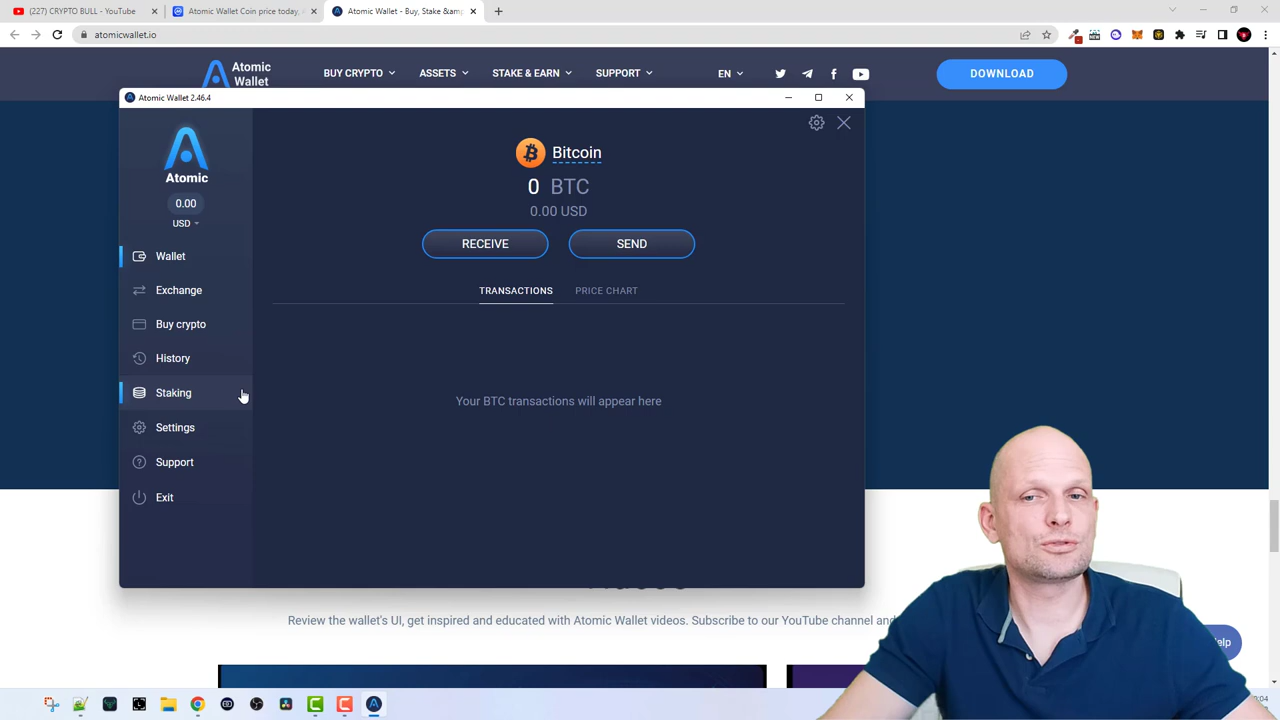 (227) CRYPTO BULL - YouTube
Atomic Wallet Coin price today,
Atomic Wallet - Buy, Stake &amp
atomicwallet.io
Atomic
Wallet
BUY CRYPTO ASSETS STAKE & EARN SUPPORT EN DOWNLOAD
Atomic Wallet 2.46.4
Atomic
0.00
USD
Wallet
Exchange
Buy crypto
History
Staking
Settings
Support
Exit
Bitcoin
0 BTC
0.00 USD
RECEIVE SEND
TRANSACTIONS PRICE CHART
Your BTC transactions will appear here
Review the wallet's UI, get inspired and educated with Atomic Wallet videos. Subscribe to our YouTube channel and